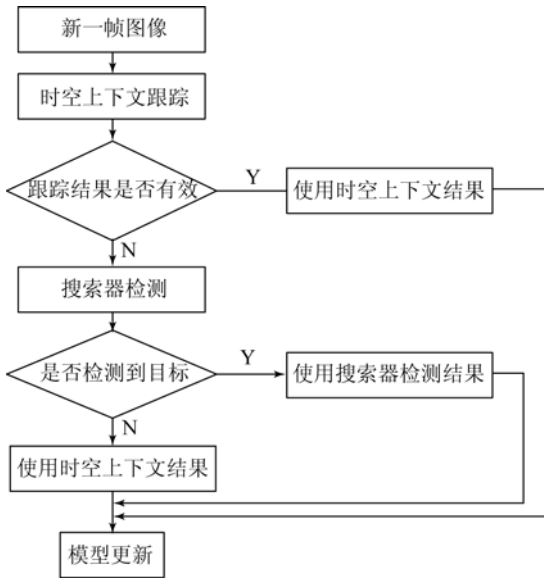 新一帧图像
时空上下文跟踪
跟踪结果是否有效
Y
使用时空上下文结果
N
搜索器检测
是否检测到目标
Y
使用搜索器检测结果
N
使用时空上下文结果
模型更新